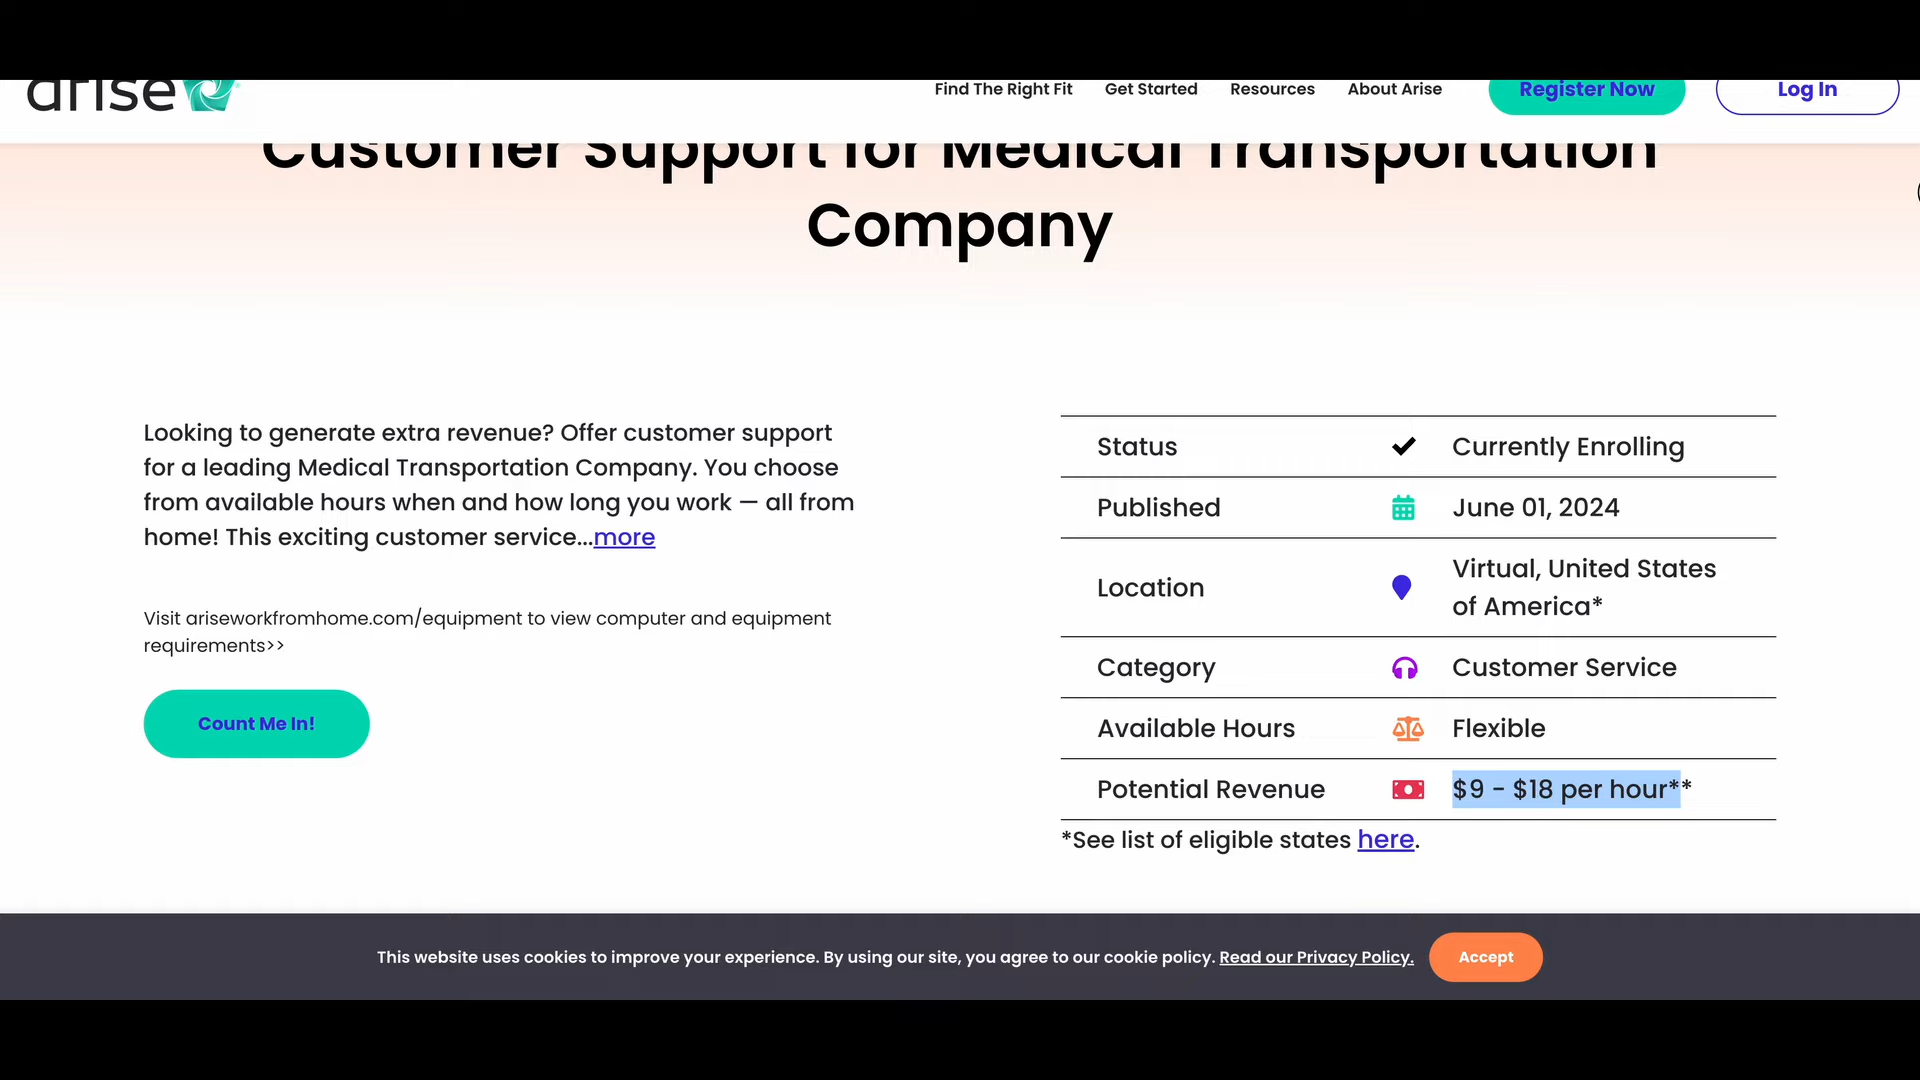 arise
Find The Right Fit
Get Started
Resources
About Arise
Register Now
Log In
Customer Support for Medical Transportation
Company
Looking to generate extra revenue? Offer customer support
for a leading Medical Transportation Company. You choose
from available hours when and how long you work — all from
home! This exciting customer service...more
Visit ariseworkfromhome.com/equipment to view computer and equipment
requirements>>
Count Me In!
Status Currently Enrolling
Published June 01, 2024
Location Virtual, United States
of America*
Category Customer Service
Available Hours Flexible
Potential Revenue $9 - $18 per hour**
*See list of eligible states here.
This website uses cookies to improve your experience. By using our site, you agree to our cookie policy. Read our Privacy Policy.
Accept